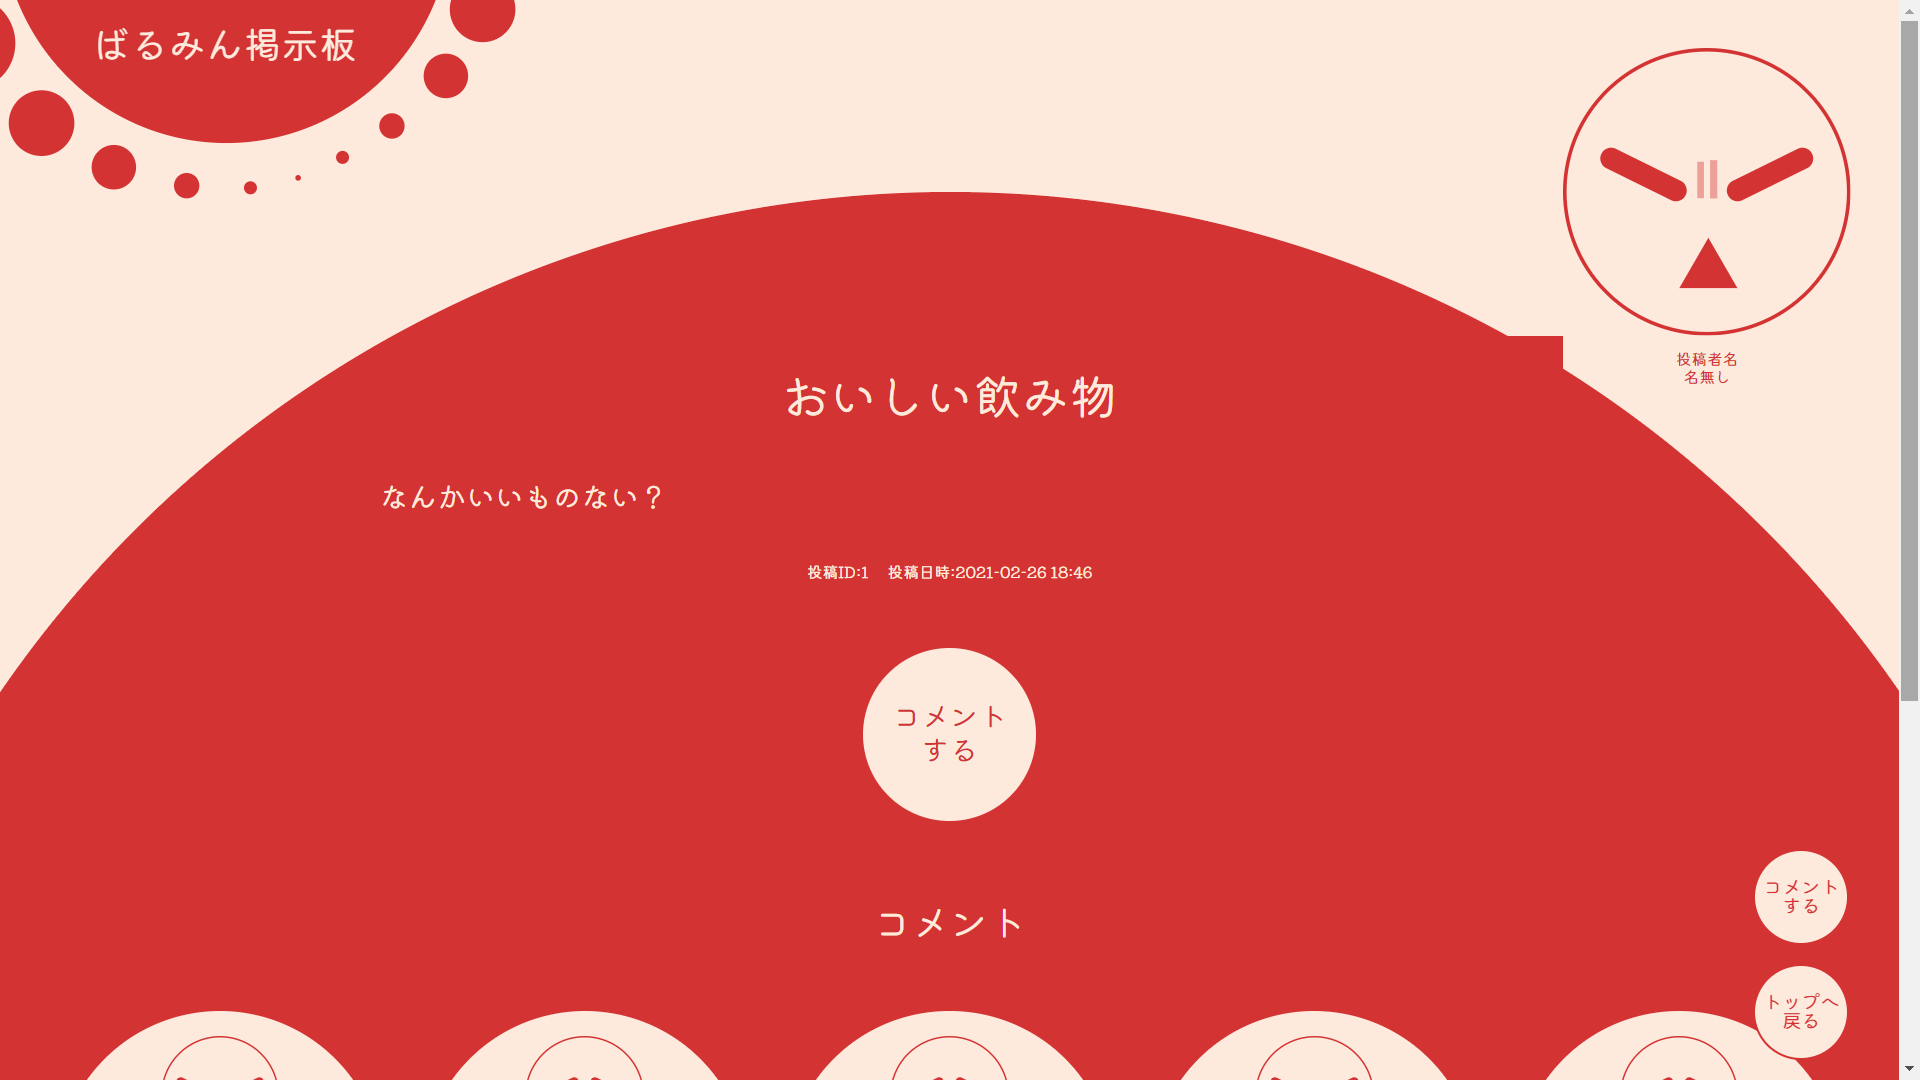 ばるみん掲示板
投稿者名
名無し
おいしい飲み物
なんかいいものない？
投稿ID:1 投稿日時:2021-02-26 18:46
コメント
する
コメント
コメント
する
トップへ
戻る